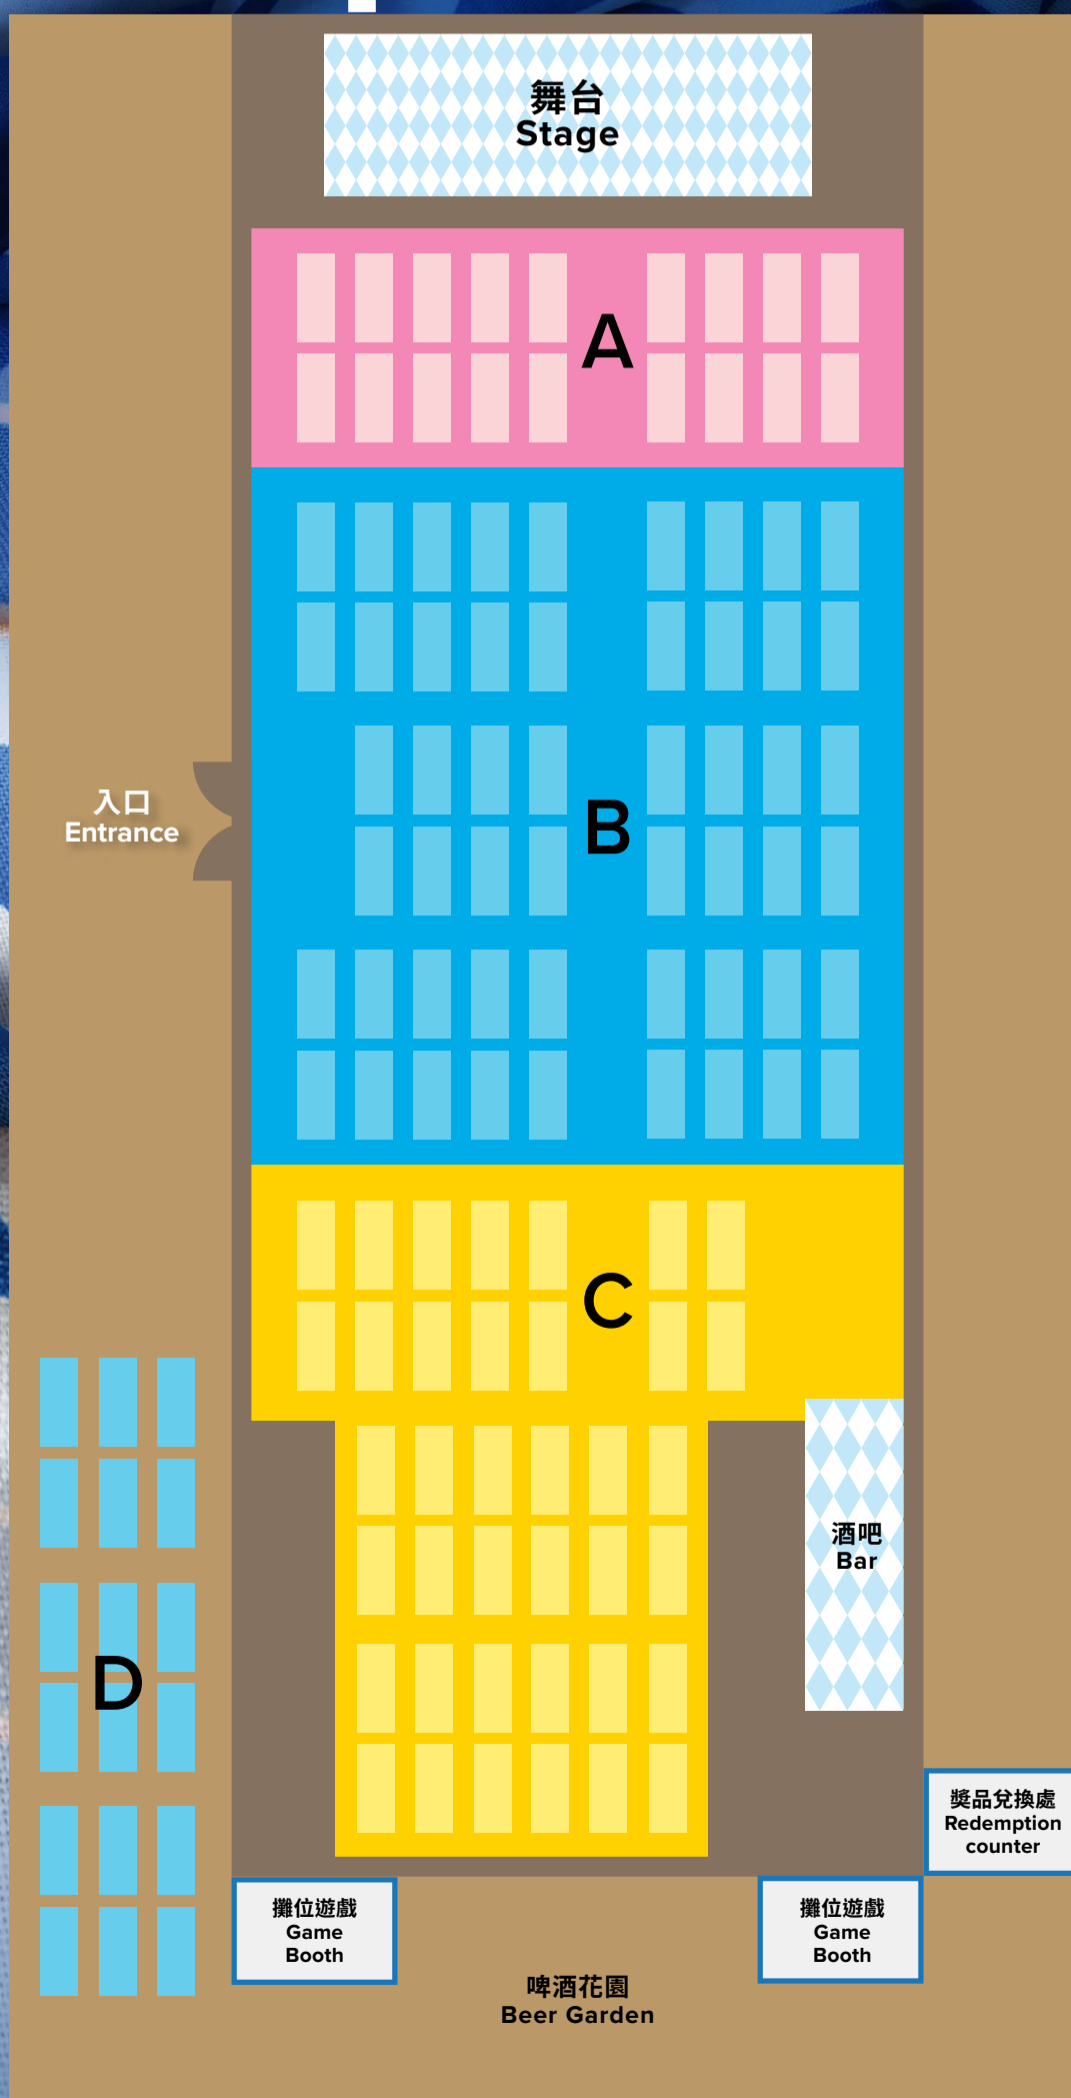 舞台
Stage
A
入口
Entrance
B
C
酒吧
Bar
D
獎品兌換處
Redemption
counter
攤位遊戲
Game
Booth
攤位遊戲
Game
Booth
啤酒花園
Beer Garden